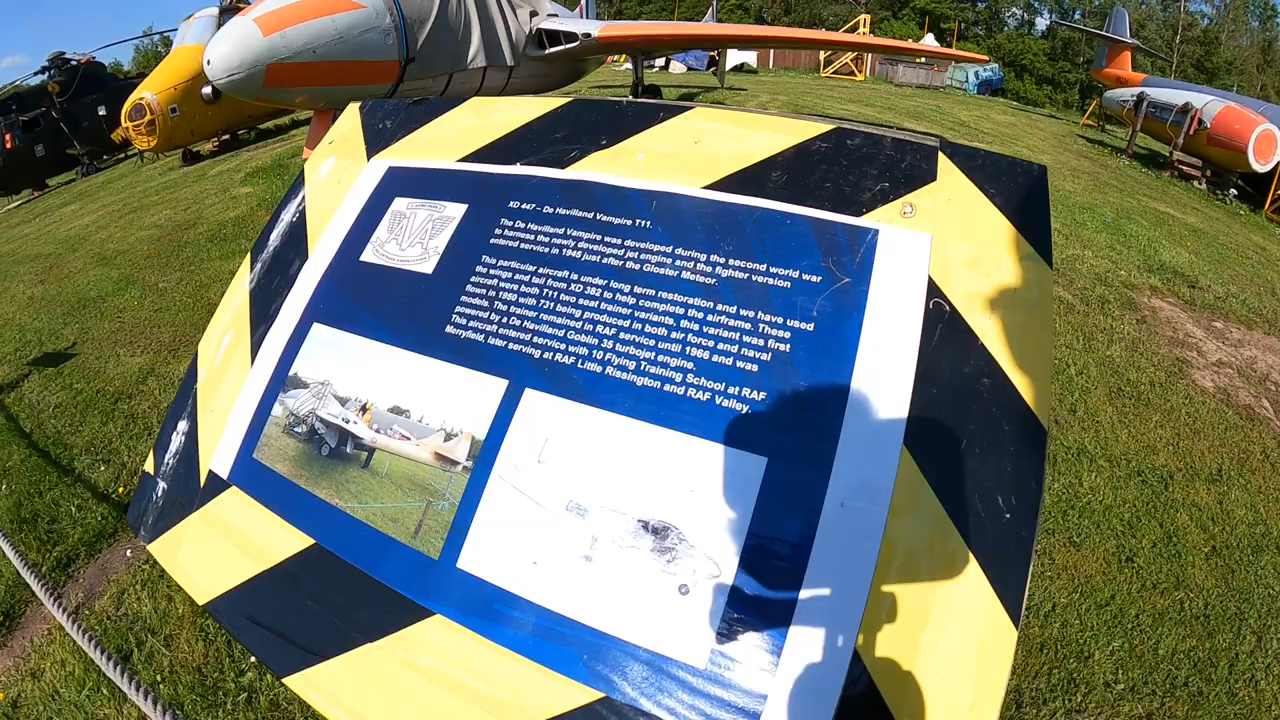 XD 447 – De Havilland Vampire T11.
The De Havilland Vampire was developed during the second world war
to harness the newly developed jet engine and the fighter version
entered service in 1945 just after the Gloster Meteor.
This particular aircraft is under long term restoration and we have used
the wings and tail from XD 382 to help complete the airframe. These
aircraft were both T11 two seat trainer variants, this variant was first
flown in 1950 with 731 being produced in both air force and naval
models. The trainer remained in RAF service until 1966 and was
powered by a De Havilland Goblin 35 turbojet engine.
This aircraft entered service with 10 Flying Training School at RAF
Merryfield, later serving at RAF Little Rissington and RAF Valley.
AVA